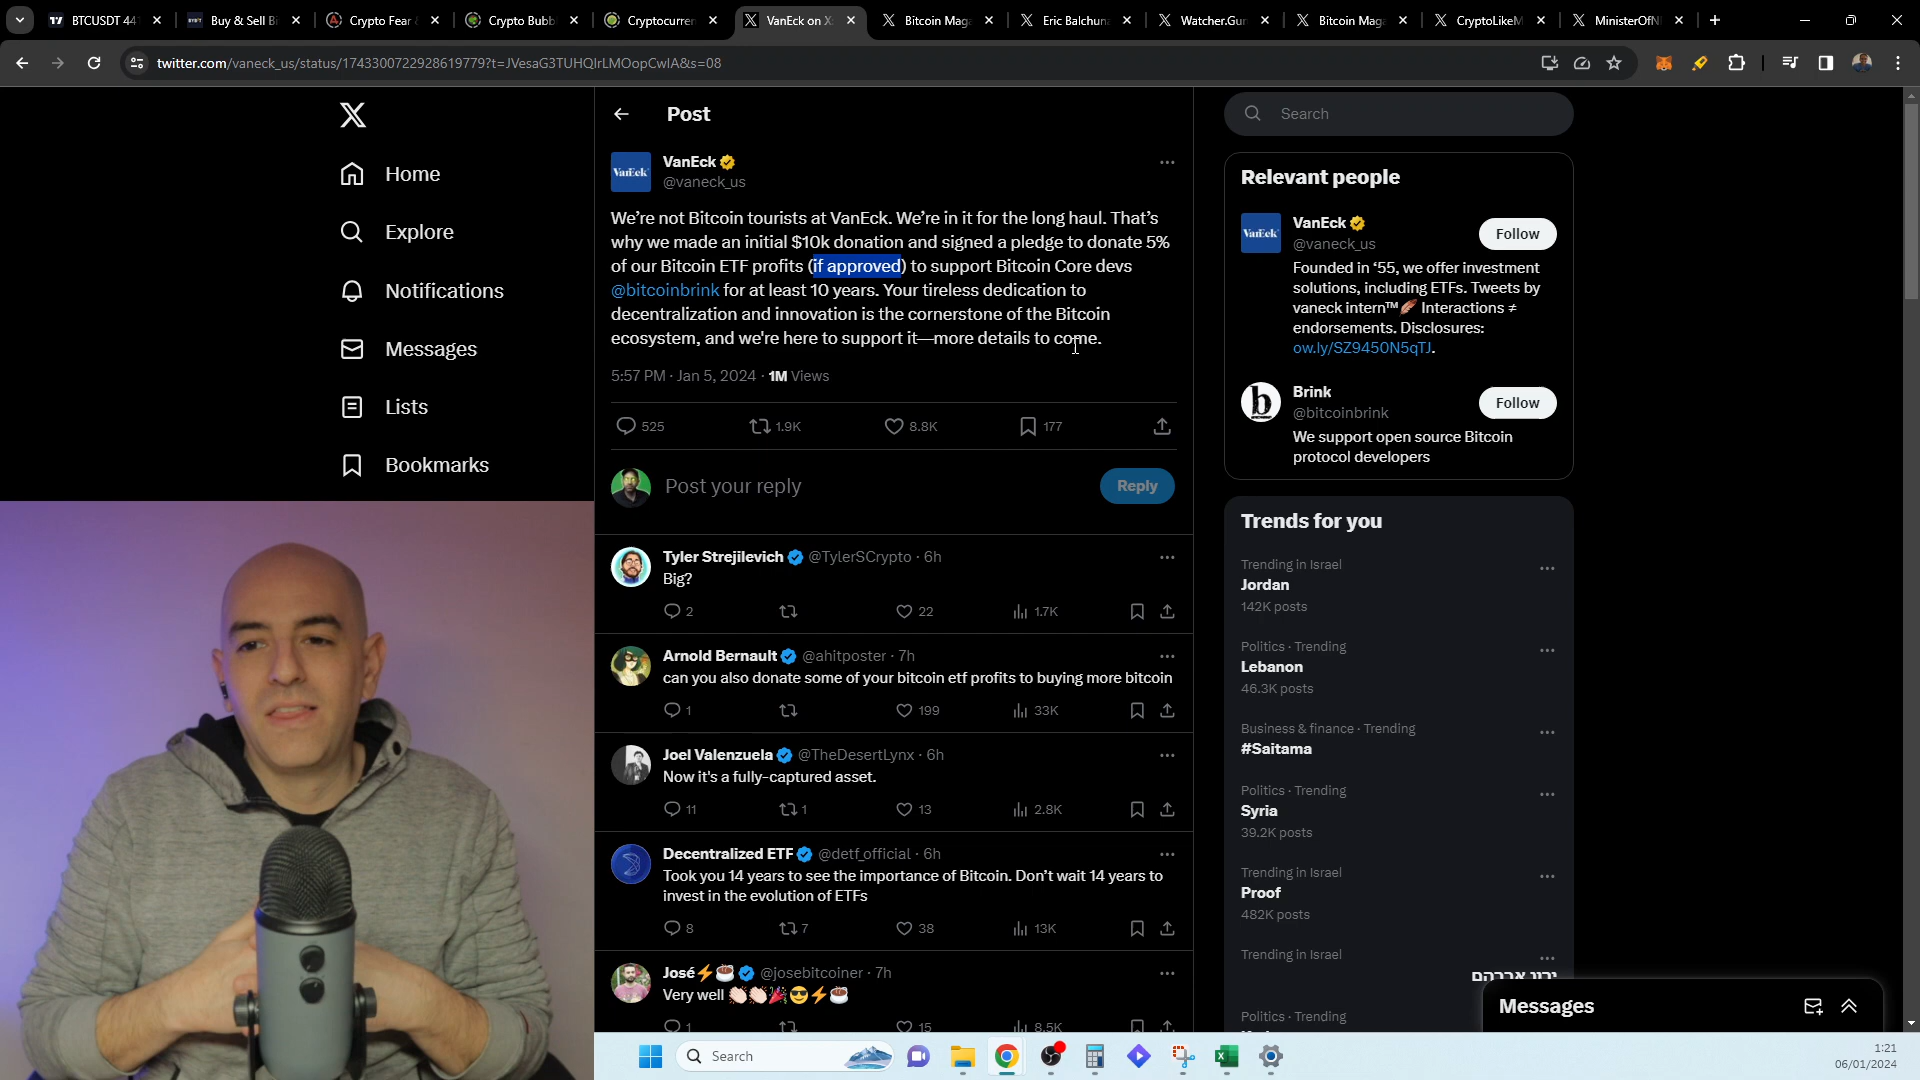 BTCUSDT 44
Buy & Sell Bi
Crypto Fear &
Crypto Bubb
Cryptocurren
VanEck on X:
Bitcoin Maga
Eric Balchuna
Watcher.Gur
Bitcoin Maga
CryptoLikeM
MinisterOfN
twitter.com/vaneck_us/status/1743300722928619779?t=JVesaG3TUHQIrLMOopCwIA&s=08
Home
Explore
Notifications
Messages
Lists
Bookmarks
Post
VanEck
VanEck
@vaneck_us
We’re not Bitcoin tourists at VanEck. We’re in it for the long haul. That’s
why we made an initial $10k donation and signed a pledge to donate 5%
of our Bitcoin ETF profits (if approved) to support Bitcoin Core devs
@bitcoinbrink for at least 10 years. Your tireless dedication to
decentralization and innovation is the cornerstone of the Bitcoin
ecosystem, and we're here to support it—more details to come.
5:57 PM · Jan 5, 2024 · 1M Views
525 1.9K 8.8K 177
Post your reply
Reply
Tyler Strejilevich @TylerSCrypto · 6h
Big?
2 22 1.7K
Arnold Bernault @ahitposter · 7h
can you also donate some of your bitcoin etf profits to buying more bitcoin
1 199 33K
Joel Valenzuela @TheDesertLynx · 6h
Now it's a fully-captured asset.
11 1 13 2.8K
Decentralized ETF @detf_official · 6h
Took you 14 years to see the importance of Bitcoin. Don’t wait 14 years to
invest in the evolution of ETFs
8 7 38 13K
José⚡☕ @josebitcoiner · 7h
Very well 👏🏻👏🏻🎉😎⚡☕
1 15 8.5K
Search
Relevant people
VanEck
VanEck
@vaneck_us
Follow
Founded in ‘55, we offer investment
solutions, including ETFs. Tweets by
vaneck intern™🪶 Interactions ≠
endorsements. Disclosures:
ow.ly/SZ9450N5qTJ.
b
Brink
@bitcoinbrink
Follow
We support open source Bitcoin
protocol developers
Trends for you
Trending in Israel
Jordan
142K posts
Politics · Trending
Lebanon
46.3K posts
Business & finance · Trending
#Saitama
Politics · Trending
Syria
39.2K posts
Trending in Israel
Proof
482K posts
Trending in Israel
Politics · Trending
Messages
Search
1:21
06/01/2024